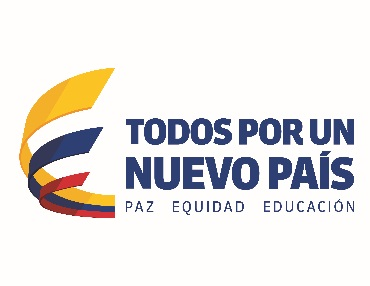 TODOS POR UN
NUEVO PAÍS
PAZ EQUIDAD EDUCACIÓN